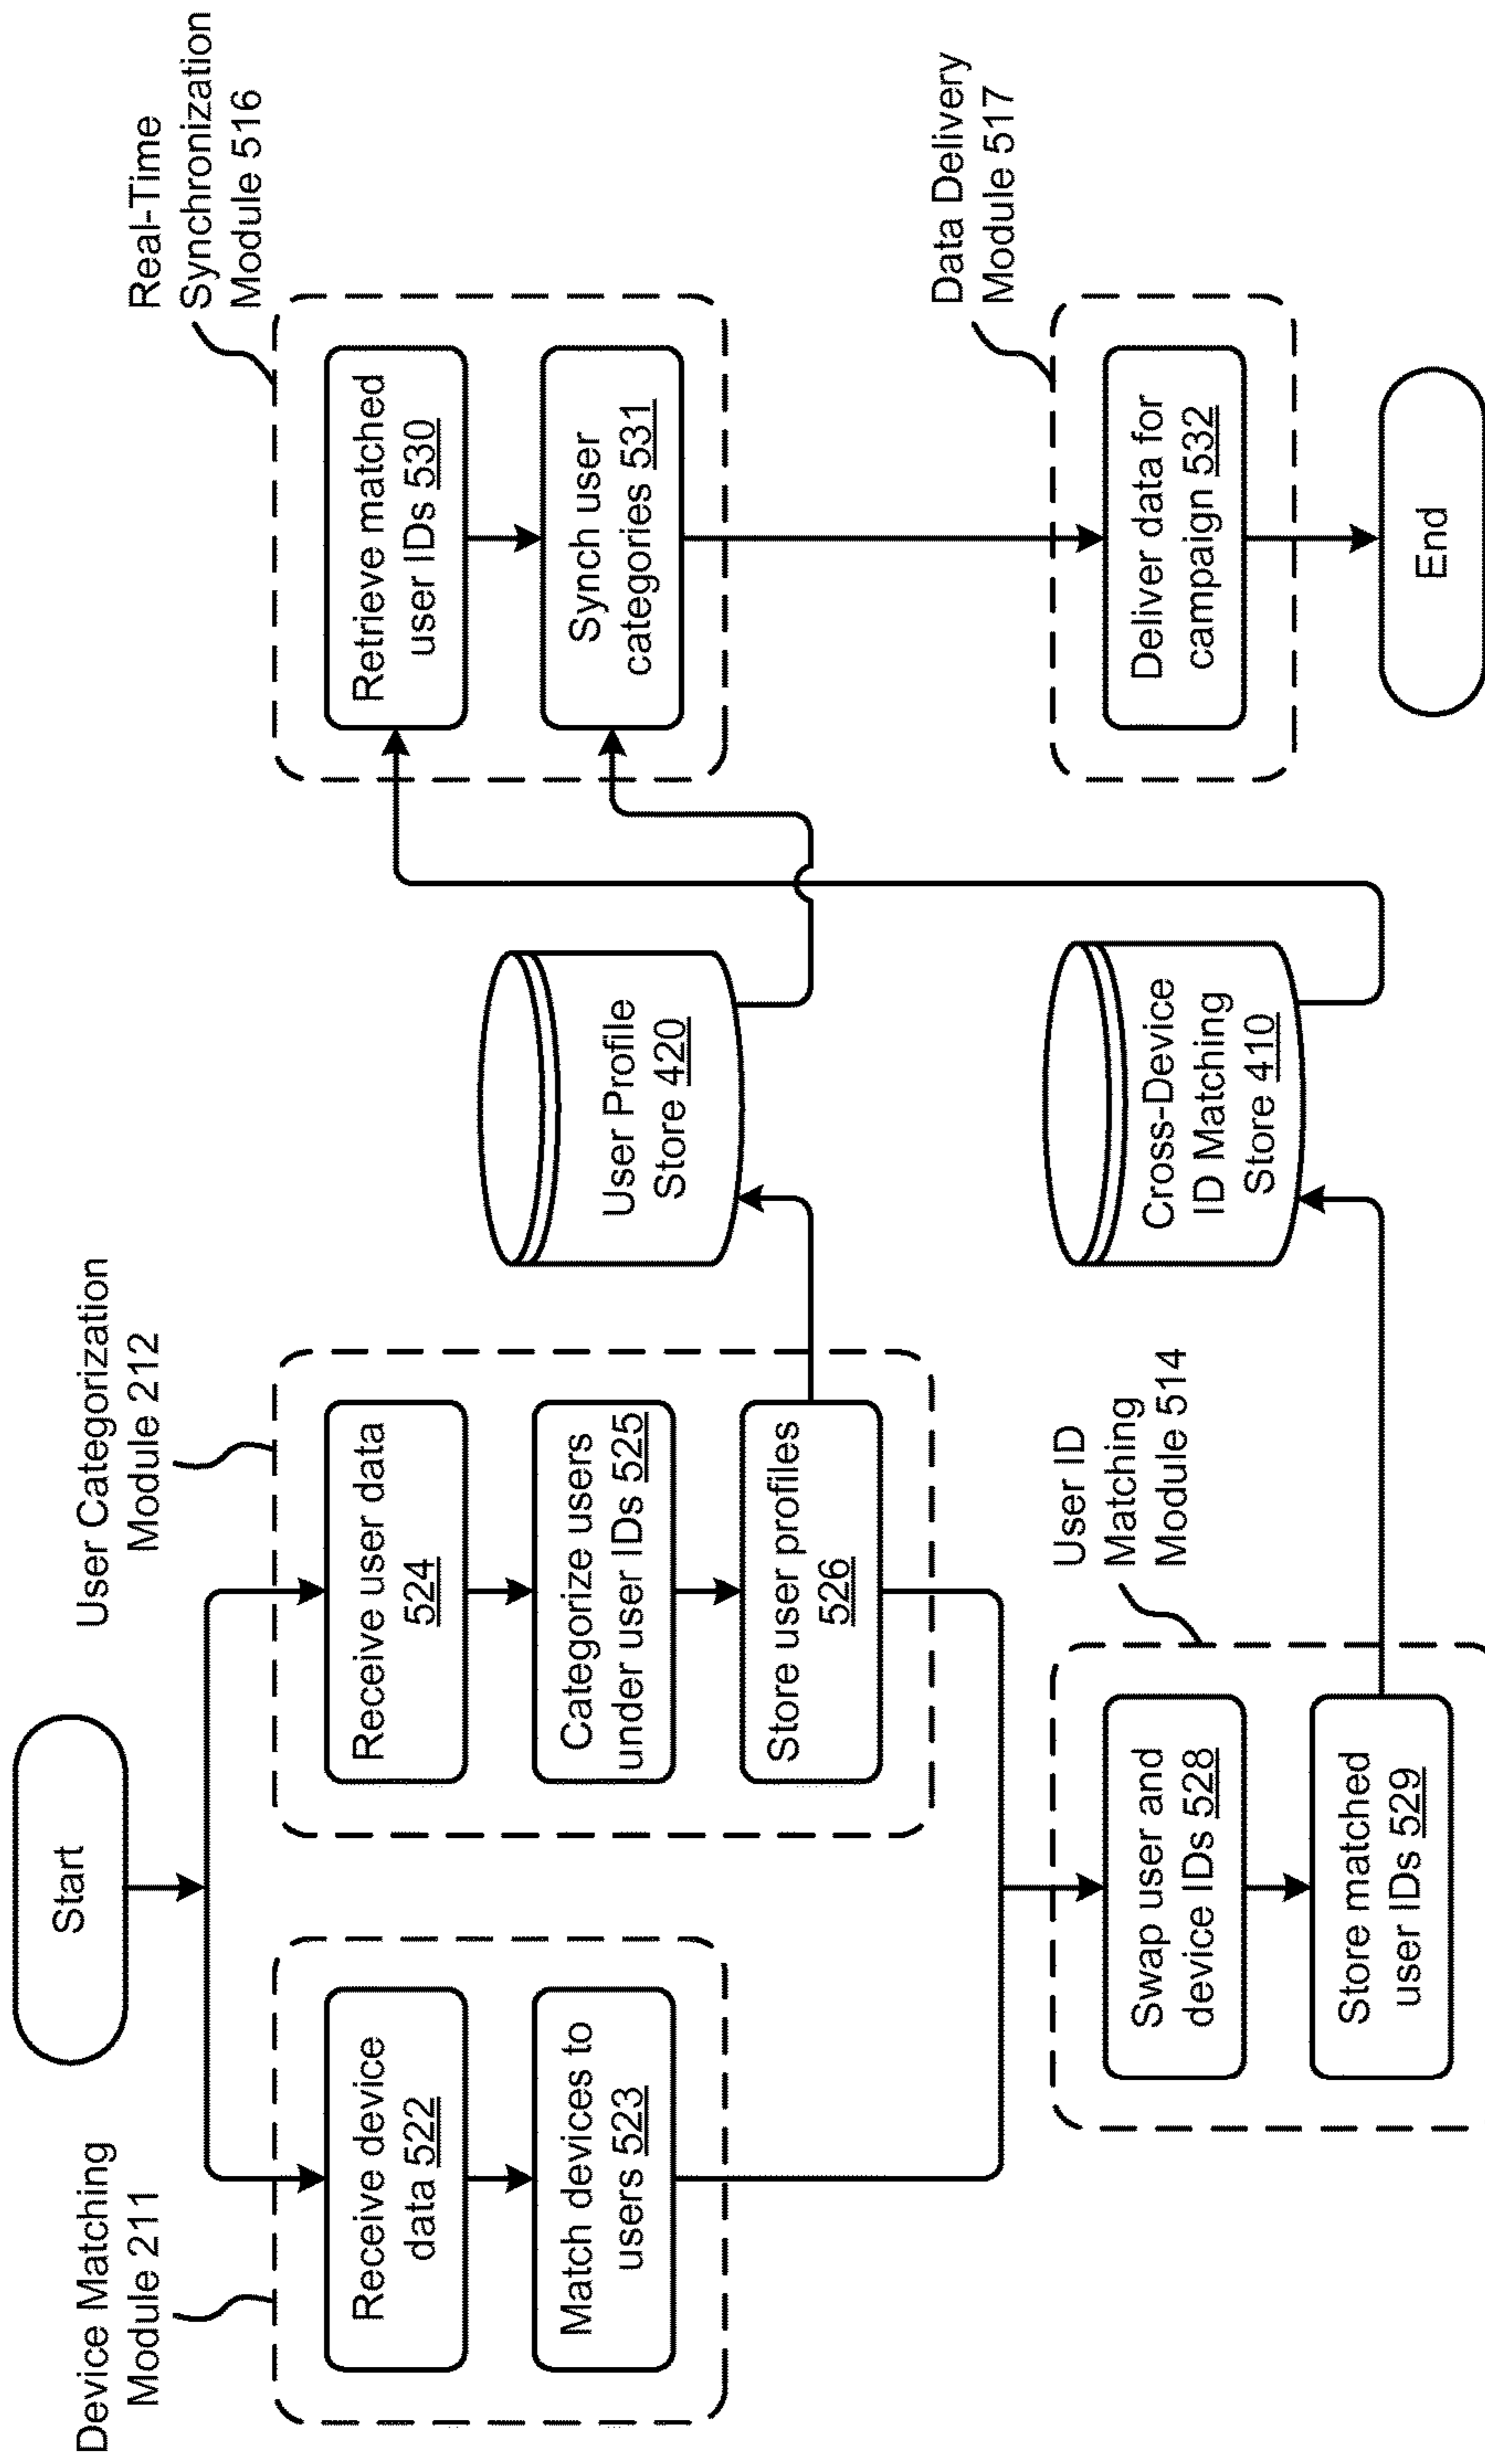 Start
Device Matching
Module 211
Receive device
data 522
Match devices to
users 523
User Categorization
Module 212
Receive user data
524
Categorize users
under user IDs 525
Store user profiles
526
User ID
Matching
Module 514
Swap user and
device IDs 528
Store matched
user IDs 529
User Profile
Store 420
Cross-Device
ID Matching
Store 410
Real-Time
Synchronization
Module 516
Retrieve matched
user IDs 530
Synch user
categories 531
Data Delivery
Module 517
Deliver data for
campaign 532
End